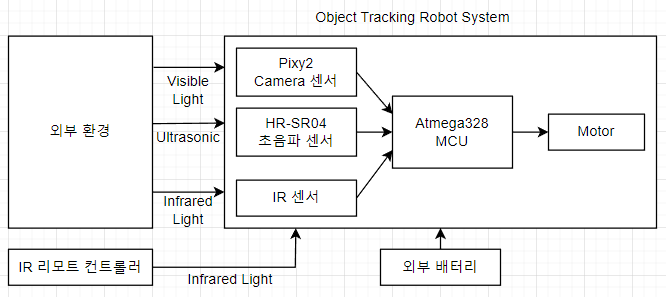 Object Tracking Robot System
외부 환경
Visible
Light
Ultrasonic
Infrared
Light
Pixy2
Camera 센서
HR-SR04
초음파 센서
IR 센서
Atmega328
MCU
Motor
IR 리모트 컨트롤러
Infrared Light
외부 배터리